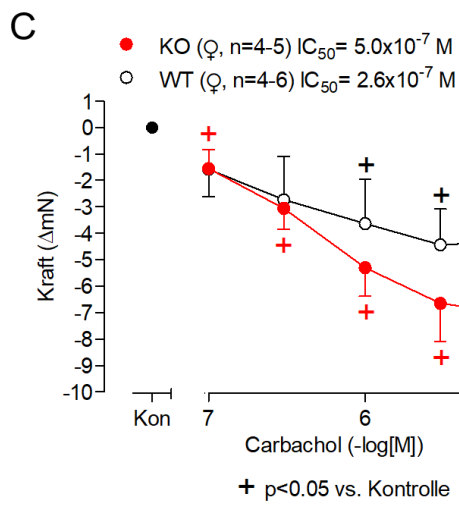 C
KO (♀, n=4-5) IC50= 5.0x10⁻⁷ M
WT (♀, n=4-6) IC50= 2.6x10⁻⁷ M
1
0
-1
-2
-3
-4
-5
-6
-7
-8
-9
-10
Kraft (ΔmN)
+
+
+
+
+
+
Kon
7
6
Carbachol (-log[M])
+ p<0.05 vs. Kontrolle